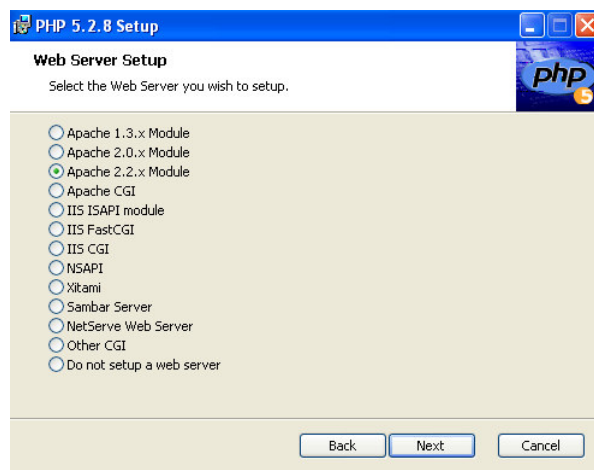 PHP 5.2.8 Setup
Web Server Setup
Select the Web Server you wish to setup.
php
5
Apache 1.3.x Module
Apache 2.0.x Module
Apache 2.2.x Module
Apache CGI
IIS ISAPI module
IIS FastCGI
IIS CGI
NSAPI
Xitami
Sambar Server
NetServe Web Server
Other CGI
Do not setup a web server
Back Next Cancel